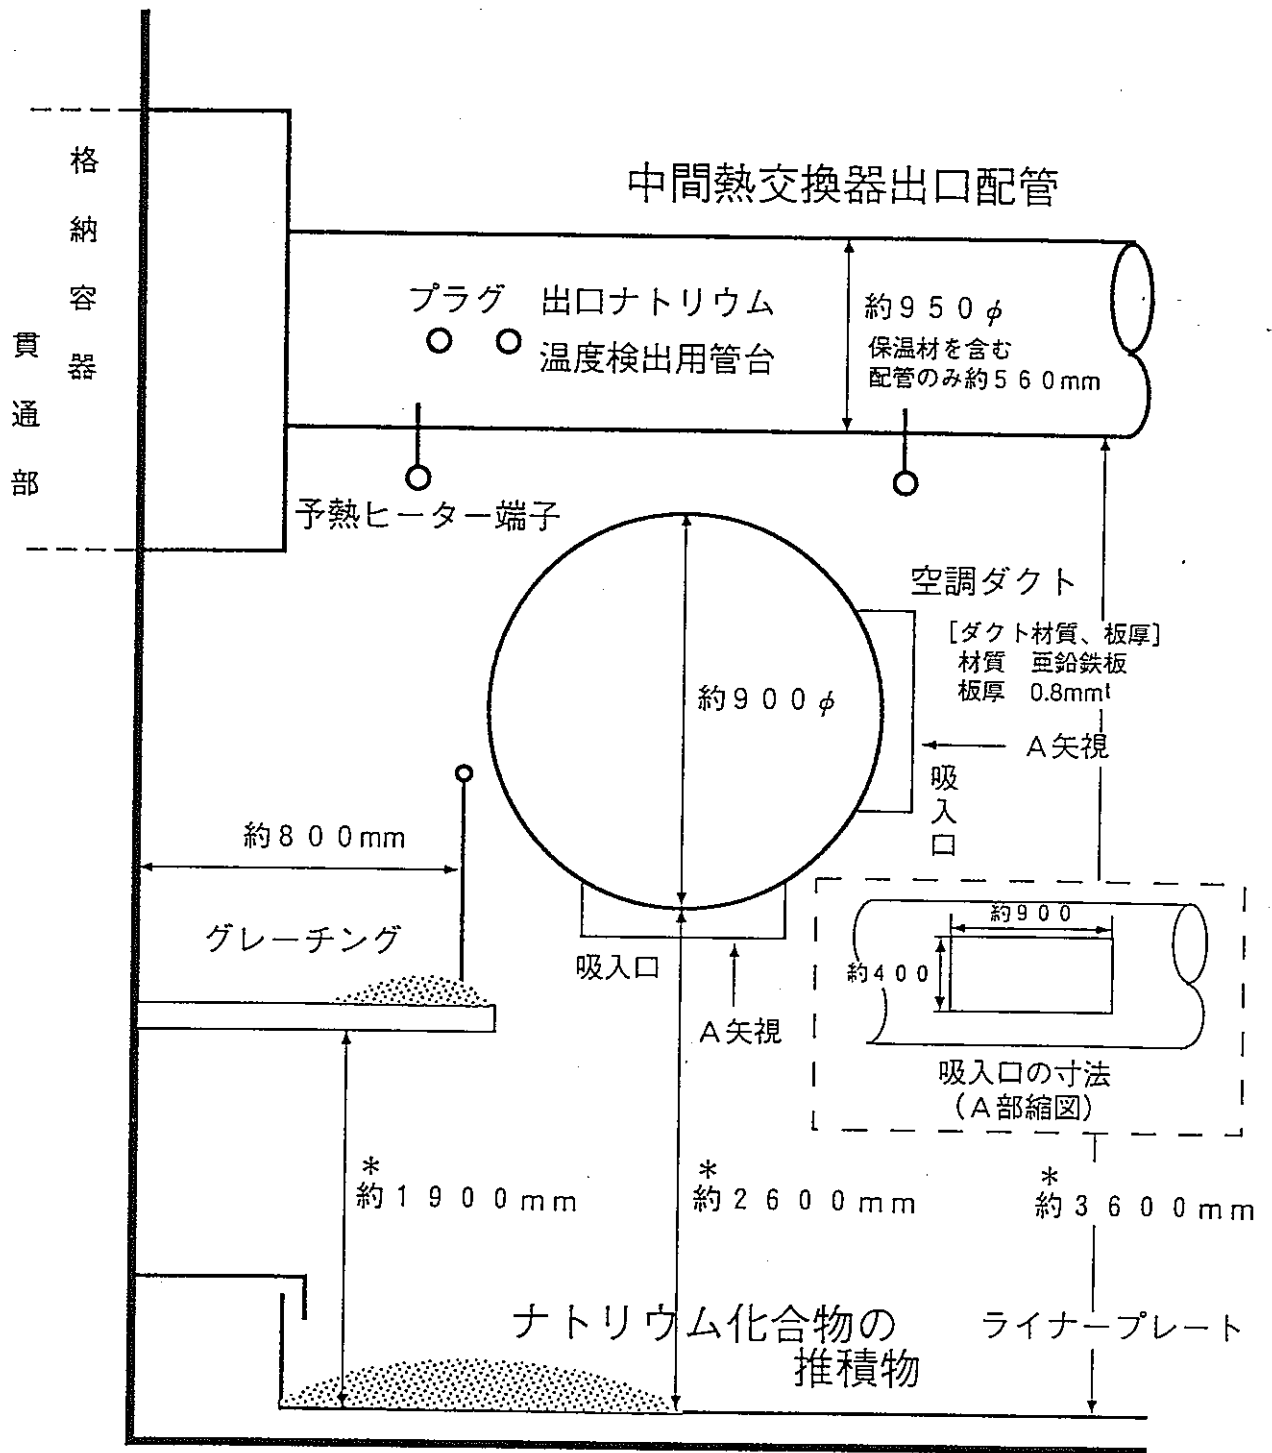 格納容器
貫通部
中間熱交換器出口配管
プラグ
出口ナトリウム
温度検出用管台
約950φ
保温材を含む
配管のみ約560mm
予熱ヒーター端子
空調ダクト
[ダクト材質、板厚]
材質 亜鉛鉄板
板厚 0.8mmt
約900φ
A矢視
吸入口
約800mm
グレーチング
吸入口
A矢視
約900
約400
吸入口の寸法
(A部縮図)
*
約1900mm
*
約2600mm
*
約3600mm
ナトリウム化合物の
推積物
ライナープレート